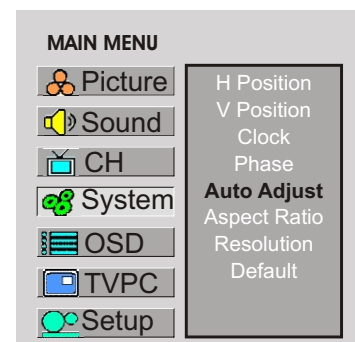 MAIN MENU
Picture
Sound
CH
System
OSD
TVPC
Setup
H Position
V Position
Clock
Phase
Auto Adjust
Aspect Ratio
Resolution
Default